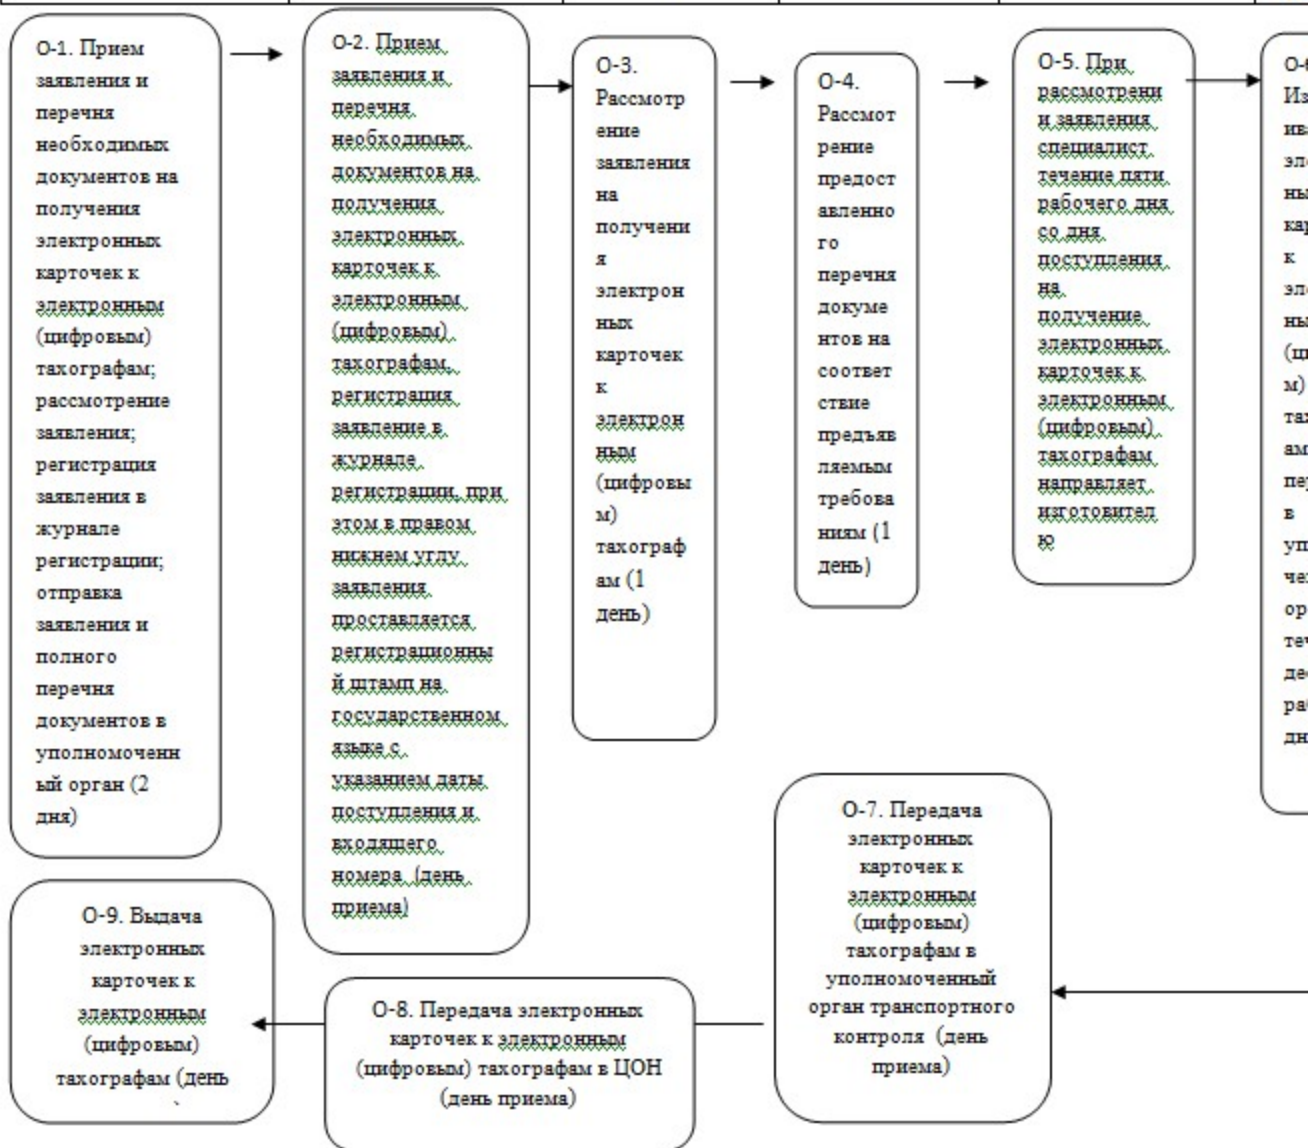 О-1. Прием
заявления и
перечня
необходимых
документов на
получения
электронных
карточек к
электронным
(цифровым)
тахографам;
рассмотрение
заявления;
регистрация
заявления в
журнале
регистрации;
отправка
заявления и
полного
перечня
документов в
уполномоченн
ый орган (2
дня)
О-2. Прием
заявления и
перечня
необходимых
документов на
получения
электронных
карточек к
электронным
(цифровым)
тахографам,
регистрация
заявление в
журнале
регистрации, при
этом в правом
нижнем углу
заявления
проставляется
регистрационны
й штамп на
государственном
языке с
указанием даты
поступления и
входящего
номера (день
приема)
О-3.
Рассмотр
ение
заявления
на
получени
я
электрон
ных
карточек
к
электрон
ным
(цифровы
м)
тахограф
ам (1
день)
О-4.
Рассмот
рение
предост
авленно
го
перечня
докуме
нтов на
соответ
ствие
предъяв
ляемым
требова
ниям (1
день)
О-5. При
рассмотрени
и заявления
специалист
течение пяти
рабочего дня
со дня
поступления
на
получение
электронных
карточек к
электронным
(цифровым)
тахографам
направляет
изготовител
ю
к
в
О-7. Передача
электронных
карточек к
электронным
(цифровым)
тахографам в
уполномоченный
орган транспортного
контроля (день
приема)
О-8. Передача электронных
карточек к электронным
(цифровым) тахографам в ЦОН
(день приема)
О-9. Выдача
электронных
карточек к
электронным
(цифровым)
тахографам (день